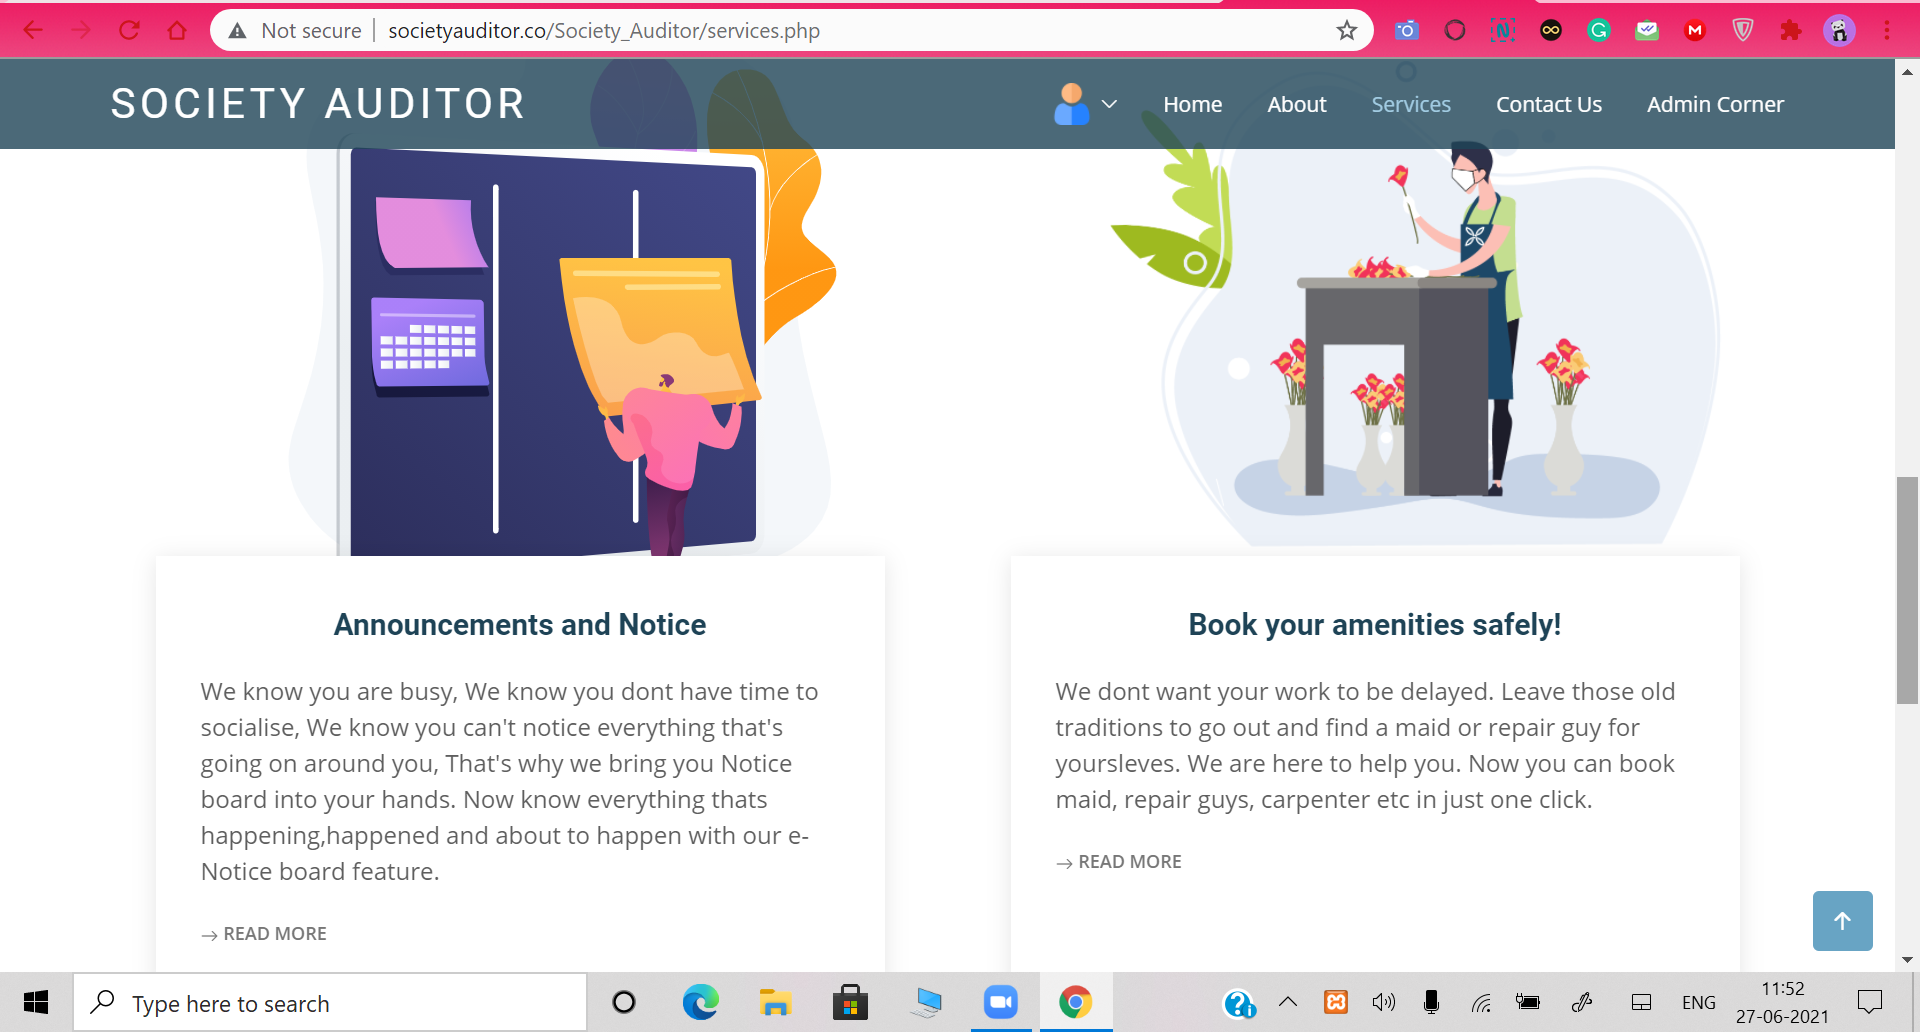 Not secure | societyauditor.co/Society_Auditor/services.php
SOCIETY AUDITOR
Home About Services Contact Us Admin Corner
Announcements and Notice
We know you are busy, We know you dont have time to
socialise, We know you can't notice everything that's
going on around you, That's why we bring you Notice
board into your hands. Now know everything thats
happening,happened and about to happen with our e-
Notice board feature.
→ READ MORE
Book your amenities safely!
We dont want your work to be delayed. Leave those old
traditions to go out and find a maid or repair guy for
yoursleves. We are here to help you. Now you can book
maid, repair guys, carpenter etc in just one click.
→ READ MORE
Type here to search
ENG
11:52
27-06-2021